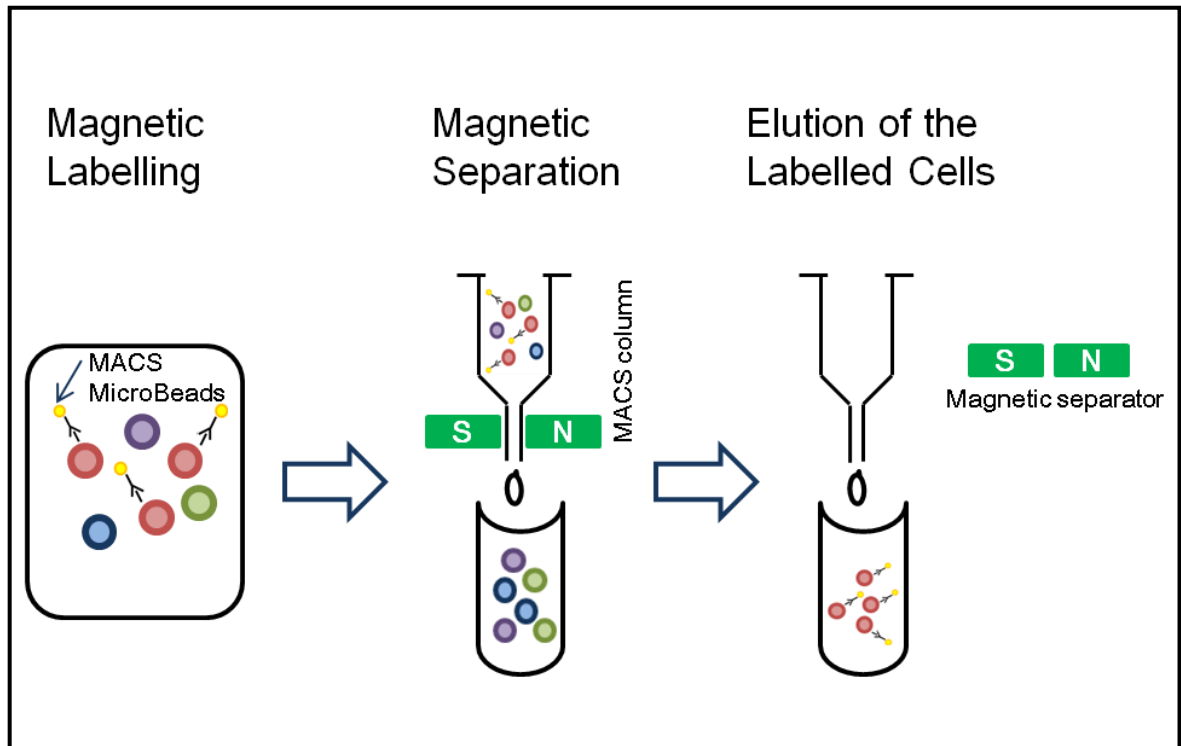 Magnetic
Labelling
Magnetic
Separation
Elution of the
Labelled Cells
MACS
MicroBeads
MACS column
S N
S N
Magnetic separator